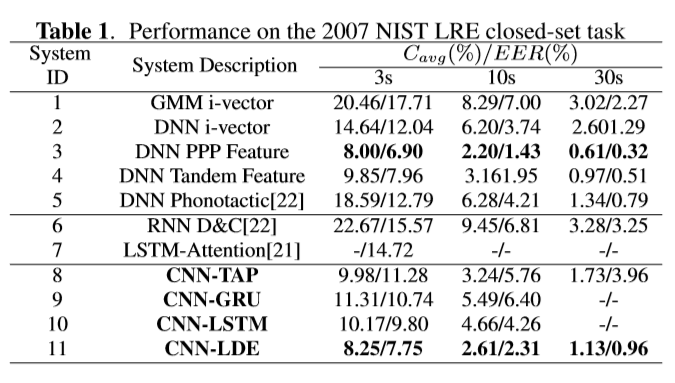 Table 1. Performance on the 2007 NIST LRE closed-set task
System ID System Description Cavg(%)/EER(%)
3s 10s 30s
1 GMM i-vector 20.46/17.71 8.29/7.00 3.02/2.27
2 DNN i-vector 14.64/12.04 6.20/3.74 2.601.29
3 DNN PPP Feature 8.00/6.90 2.20/1.43 0.61/0.32
4 DNN Tandem Feature 9.85/7.96 3.161.95 0.97/0.51
5 DNN Phonotactic[22] 18.59/12.79 6.28/4.21 1.34/0.79
6 RNN D&C[22] 22.67/15.57 9.45/6.81 3.28/3.25
7 LSTM-Attention[21] -/14.72 -/- -/-
8 CNN-TAP 9.98/11.28 3.24/5.76 1.73/3.96
9 CNN-GRU 11.31/10.74 5.49/6.40 -/-
10 CNN-LSTM 10.17/9.80 4.66/4.26 -/-
11 CNN-LDE 8.25/7.75 2.61/2.31 1.13/0.96